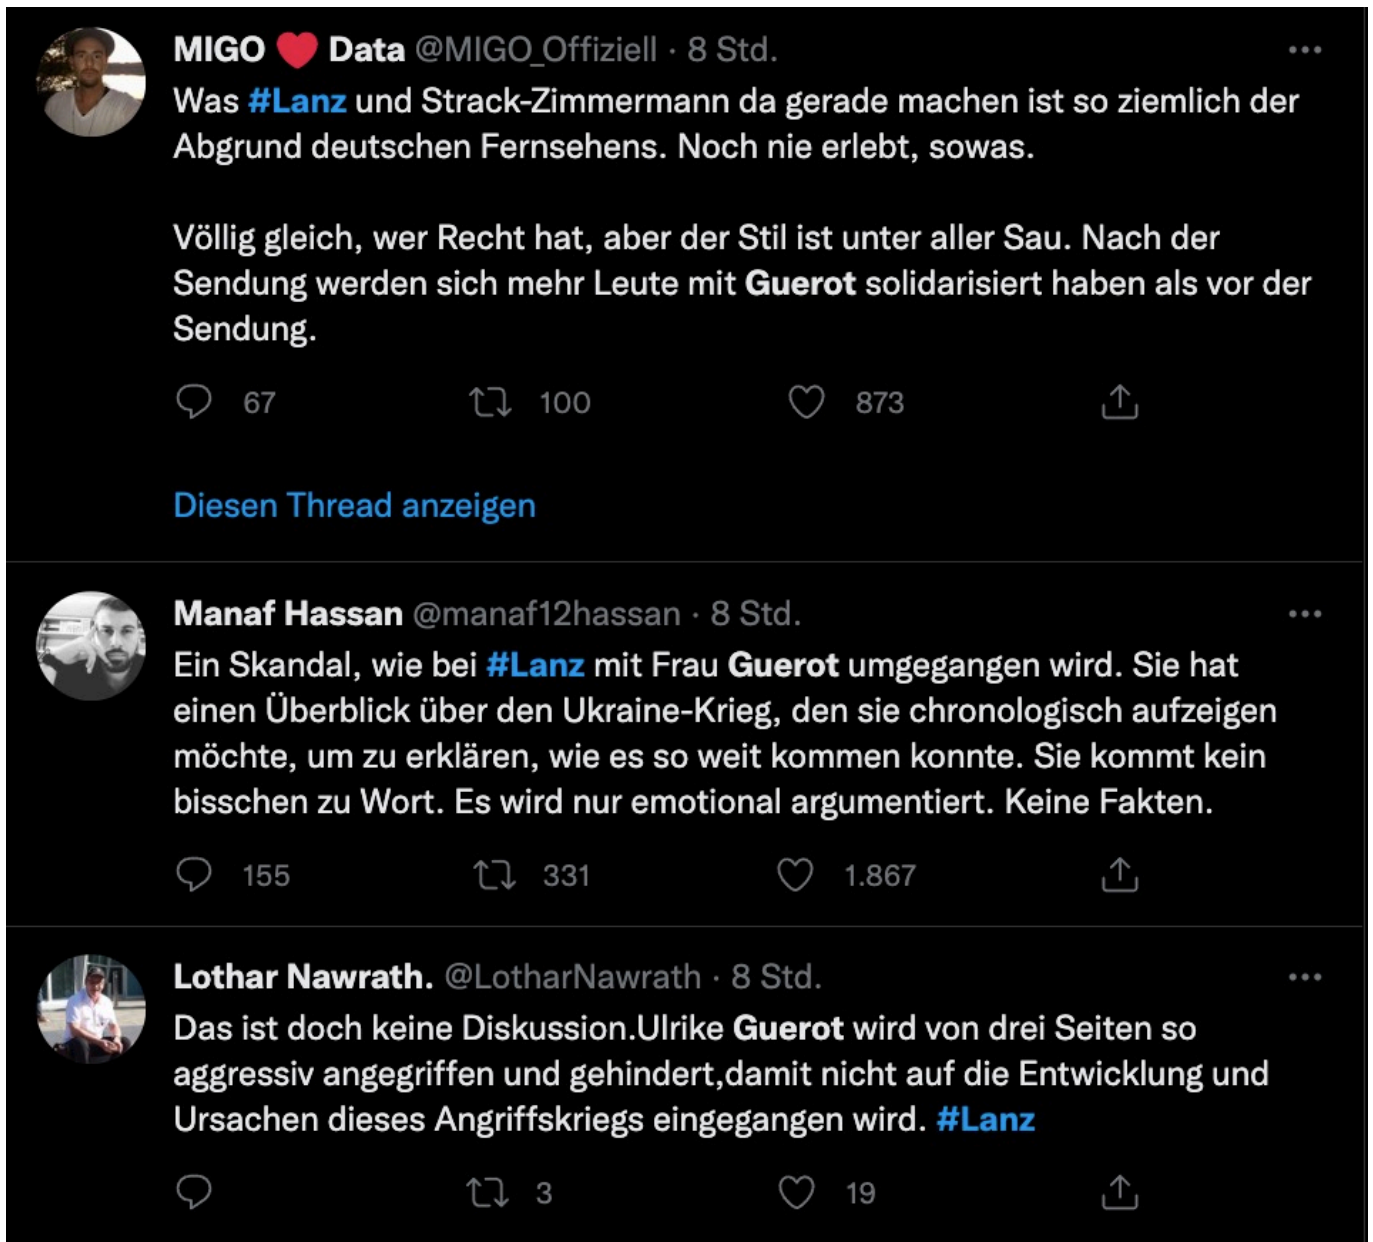 MIGO ❤️ Data @MIGO_Offiziell · 8 Std.
Was #Lanz und Strack-Zimmermann da gerade machen ist so ziemlich der
Abgrund deutschen Fernsehens. Noch nie erlebt, sowas.
Völlig gleich, wer Recht hat, aber der Stil ist unter aller Sau. Nach der
Sendung werden sich mehr Leute mit Guerot solidarisiert haben als vor der
Sendung.
67 100 873
Diesen Thread anzeigen
Manaf Hassan @manaf12hassan · 8 Std.
Ein Skandal, wie bei #Lanz mit Frau Guerot umgegangen wird. Sie hat
einen Überblick über den Ukraine-Krieg, den sie chronologisch aufzeigen
möchte, um zu erklären, wie es so weit kommen konnte. Sie kommt kein
bisschen zu Wort. Es wird nur emotional argumentiert. Keine Fakten.
155 331 1.867
Lothar Nawrath. @LotharNawrath · 8 Std.
Das ist doch keine Diskussion.Ulrike Guerot wird von drei Seiten so
aggressiv angegriffen und gehindert,damit nicht auf die Entwicklung und
Ursachen dieses Angriffskriegs eingegangen wird. #Lanz
3 19